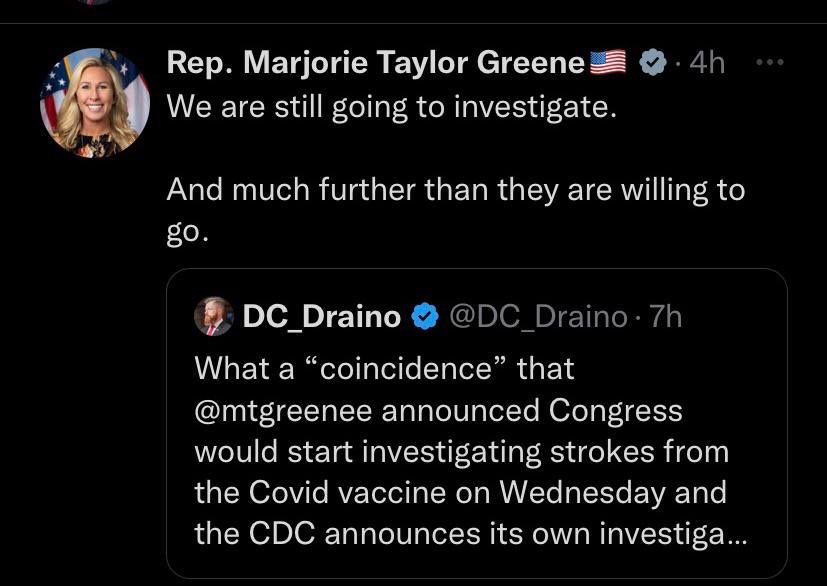 Rep. Marjorie Taylor Greene🇺🇸 · 4h ...
We are still going to investigate.
And much further than they are willing to
go.
DC_Draino @DC_Draino · 7h
What a “coincidence” that
@mtgreenee announced Congress
would start investigating strokes from
the Covid vaccine on Wednesday and
the CDC announces its own investiga...